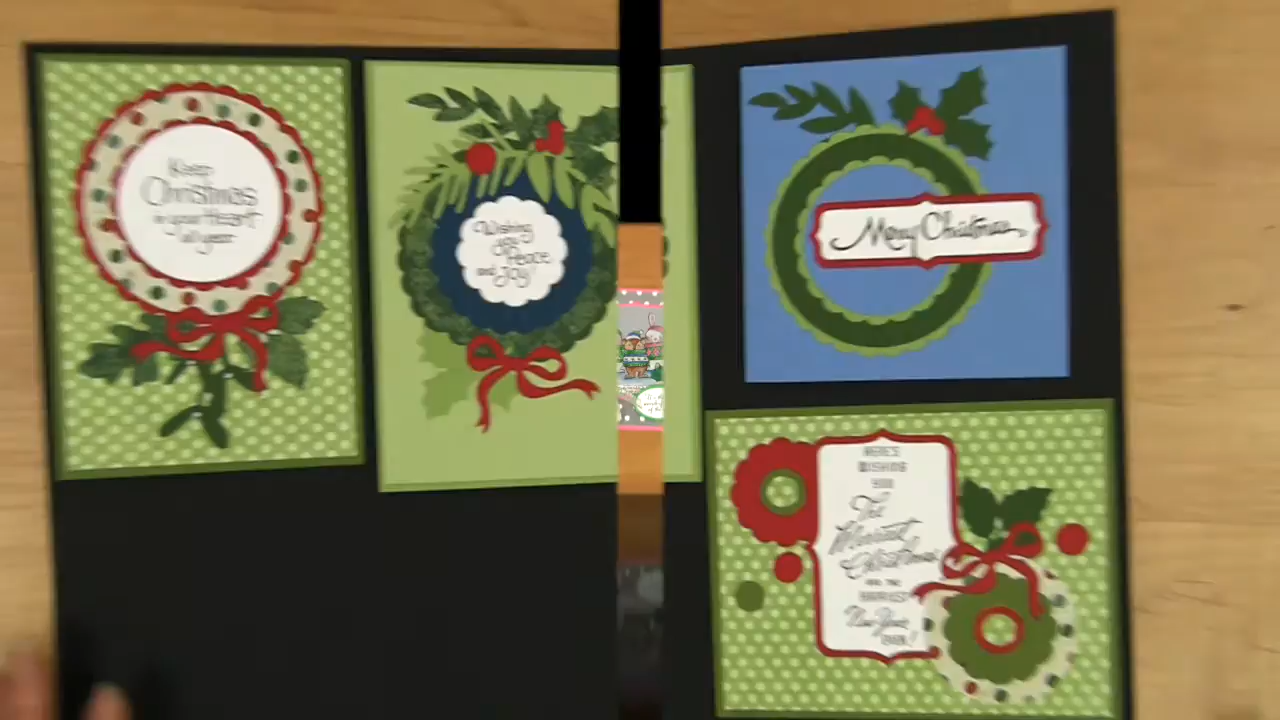 Keep
Christmas
in your Heart
all year
Wishing
you Peace
and Joy!
Merry Christmas
HERE'S
WISHING
YOU
The
Merriest
Christmas
AND THE
HAPPIEST
New Year
EVER!